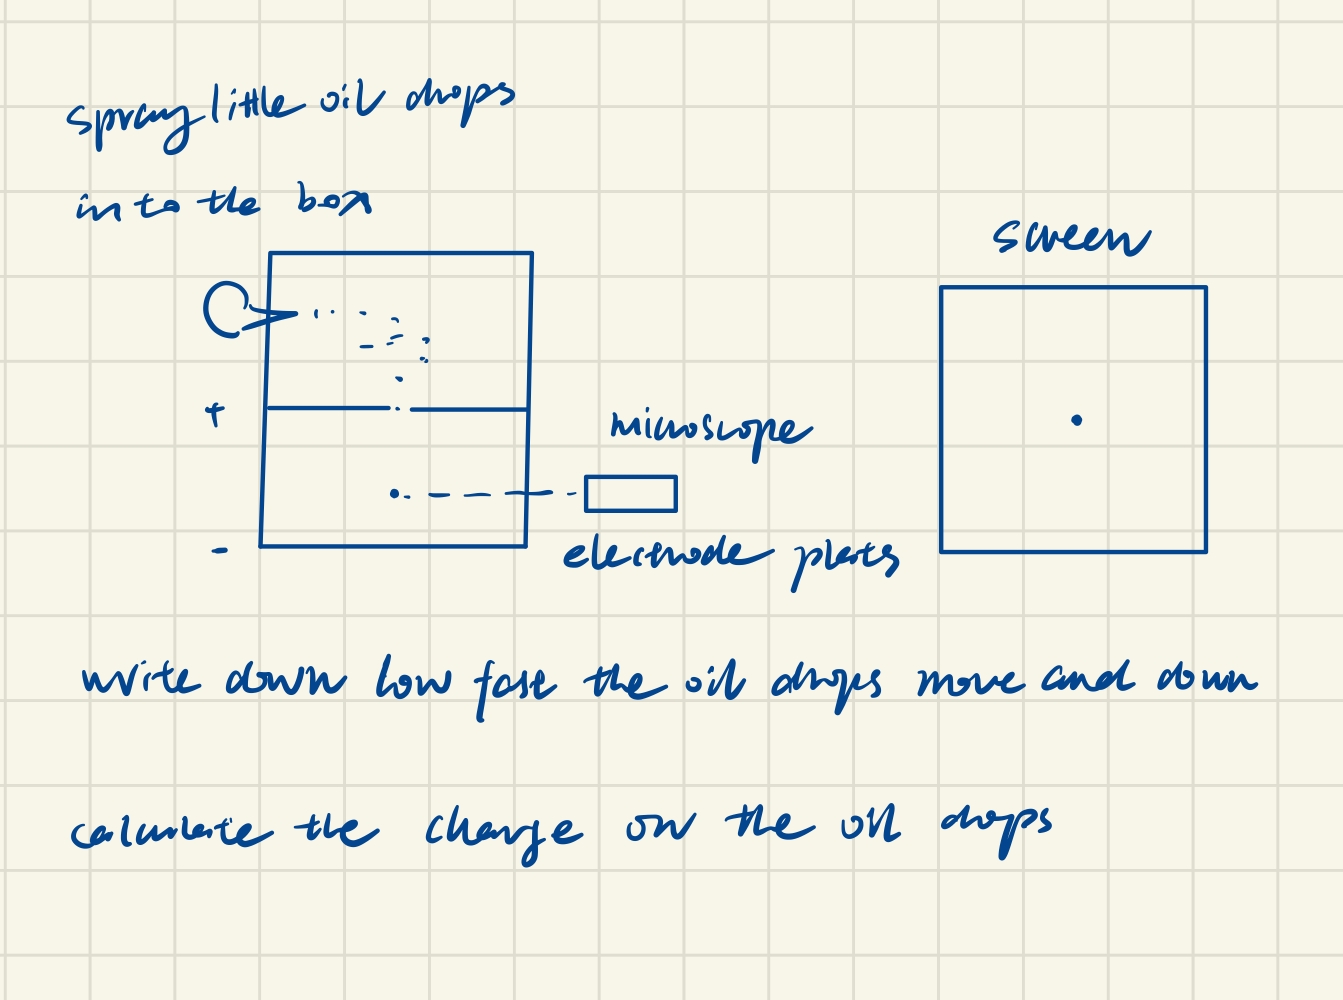 spray little oil drops
into the box
screen
+
microscope
-
electrode plats
write down how fast the oil drops move and down
calculate the charge on the oil drops